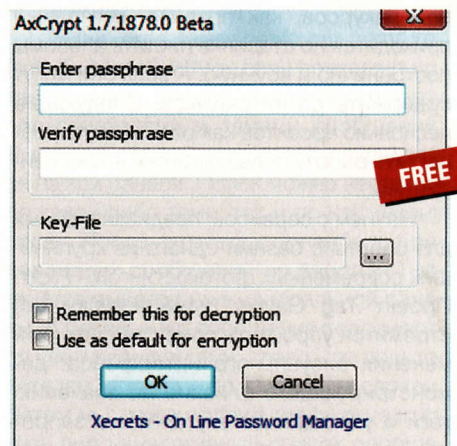 AxCrypt 1.7.1878.0 Beta
Enter passphrase
Verify passphrase
FREE
Key-File
...
Remember this for decryption
Use as default for encryption
OK
Cancel
Xecrets - On Line Password Manager